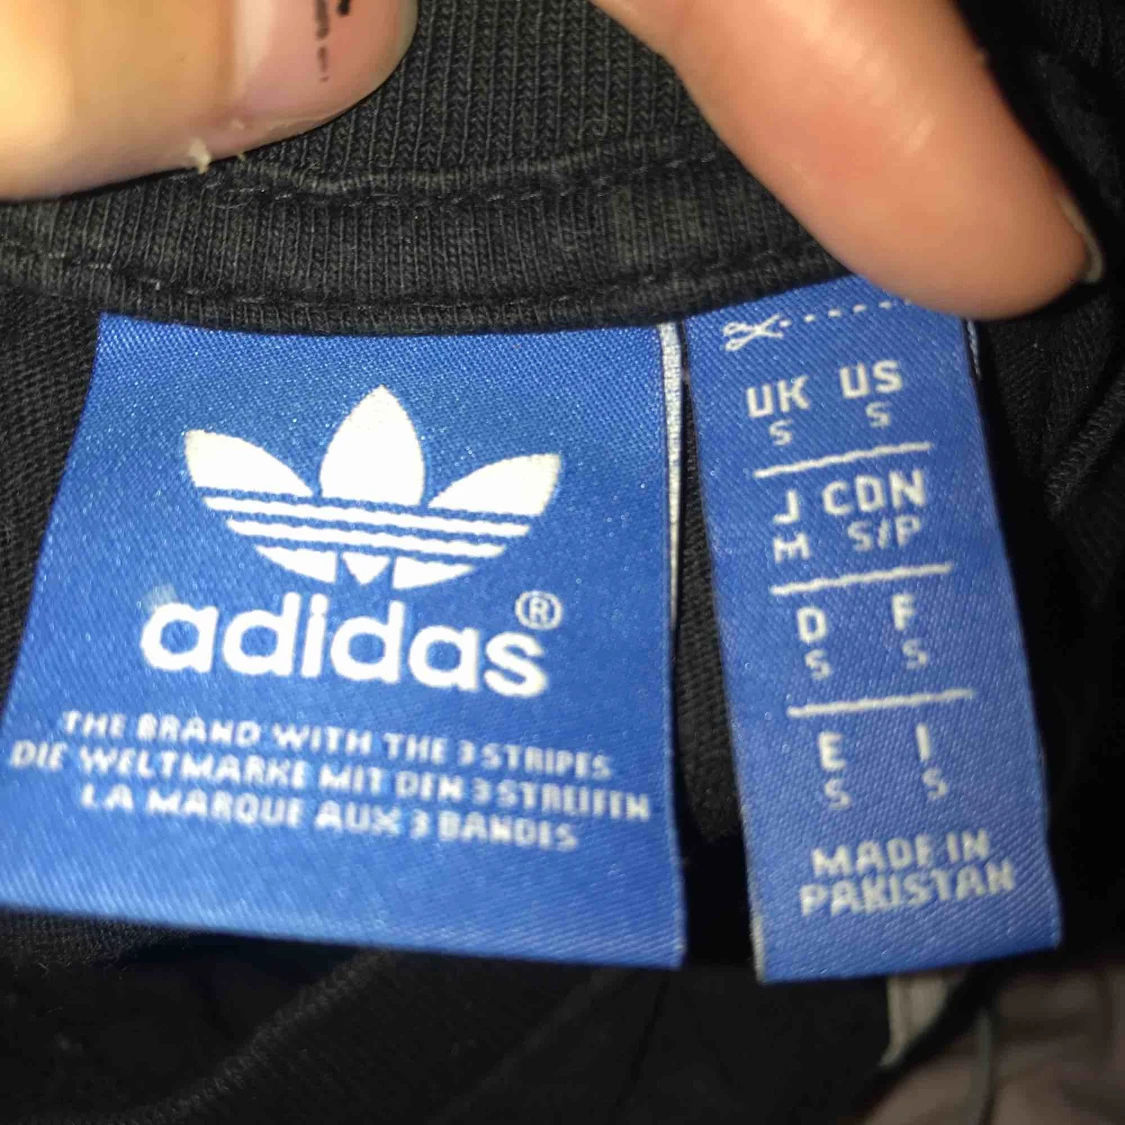 adidas®
THE BRAND WITH THE 3 STRIPES
DIE WELTMARKE MIT DEN 3 STREIFEN
LA MARQUE AUX 3 BANDES
UK US
S S
J CDN
M S/P
D F
S S
E I
S S
MADE IN
PAKISTAN